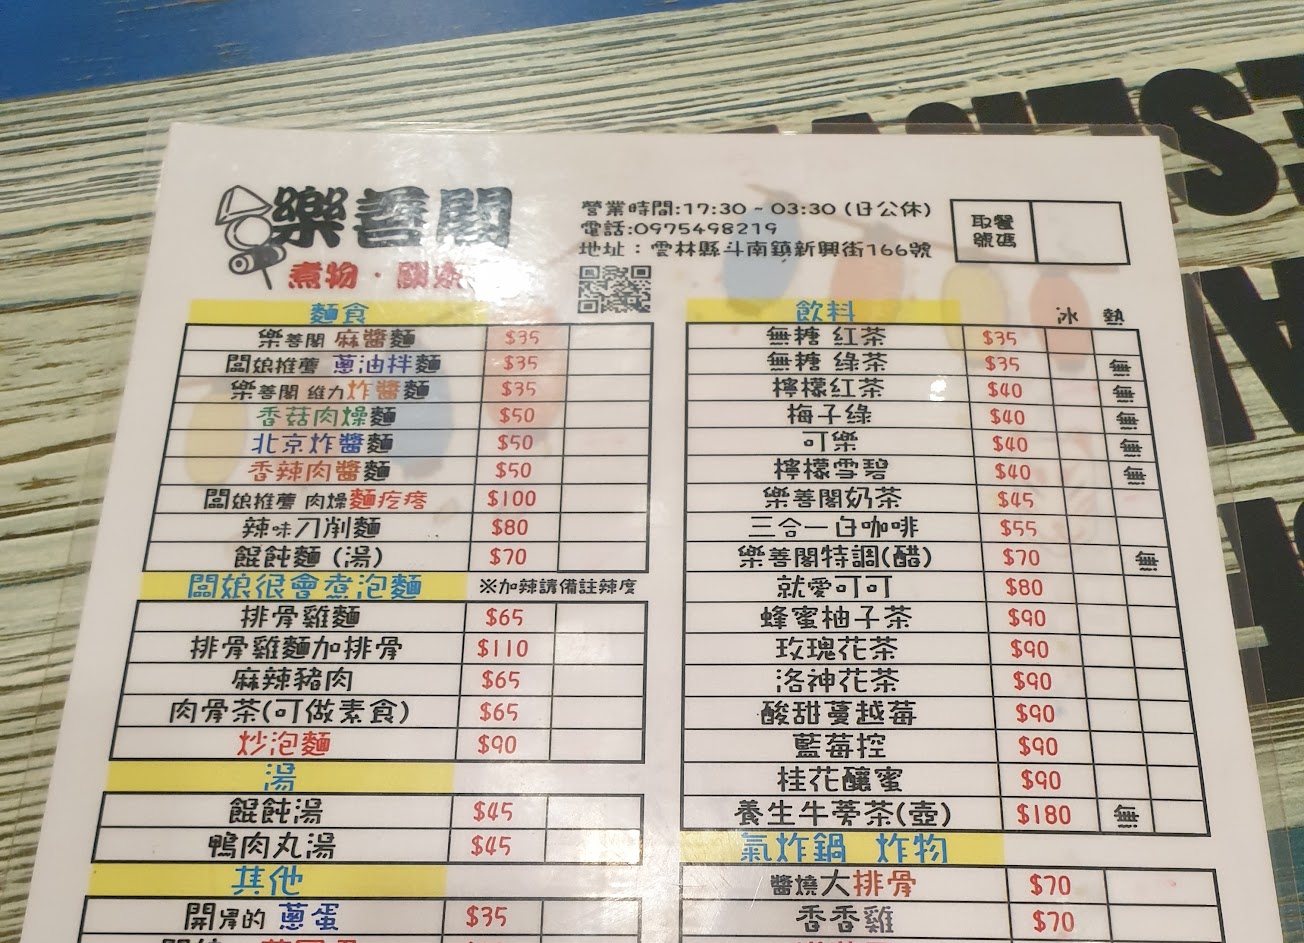 樂善閣
煮物
營業時間:17:30 - 03:30 (日公休)
電話:0975498219
地址：雲林縣斗南鎮新興街166號
取餐
號碼
麵食
樂善閣 麻醬麵 $35
闆娘推薦 蔥油拌麵 $35
樂善閣 維力炸醬麵 $35
香菇肉燥麵 $50
北京炸醬麵 $50
香辣肉醬麵 $50
闆娘推薦 肉燥麵疙瘩 $100
辣味刀削麵 $80
餛飩麵 (湯) $70
闆娘很會煮泡麵 ※加辣請備註辣度
排骨雞麵 $65
排骨雞麵加排骨 $110
麻辣豬肉 $65
肉骨茶(可做素食) $65
炒泡麵 $90
湯
餛飩湯 $45
鴨肉丸湯 $45
其他
蔥蛋 $35
飲料 冰 熱
無糖 紅茶 $35
無糖 綠茶 $35 無
檸檬紅茶 $40 無
梅子綠 $40 無
可樂 $40 無
檸檬雪碧 $40 無
樂善閣奶茶 $45
三合一白咖啡 $55
樂善閣特調(醋) $70 無
就愛可可 $80
蜂蜜柚子茶 $90
玫瑰花茶 $90
洛神花茶 $90
酸甜蔓越莓 $90
藍莓控 $90
桂花釀蜜 $90
養生牛蒡茶(壺) $180 無
氣炸鍋 炸物
醬燒大排骨 $70
香香雞 $70